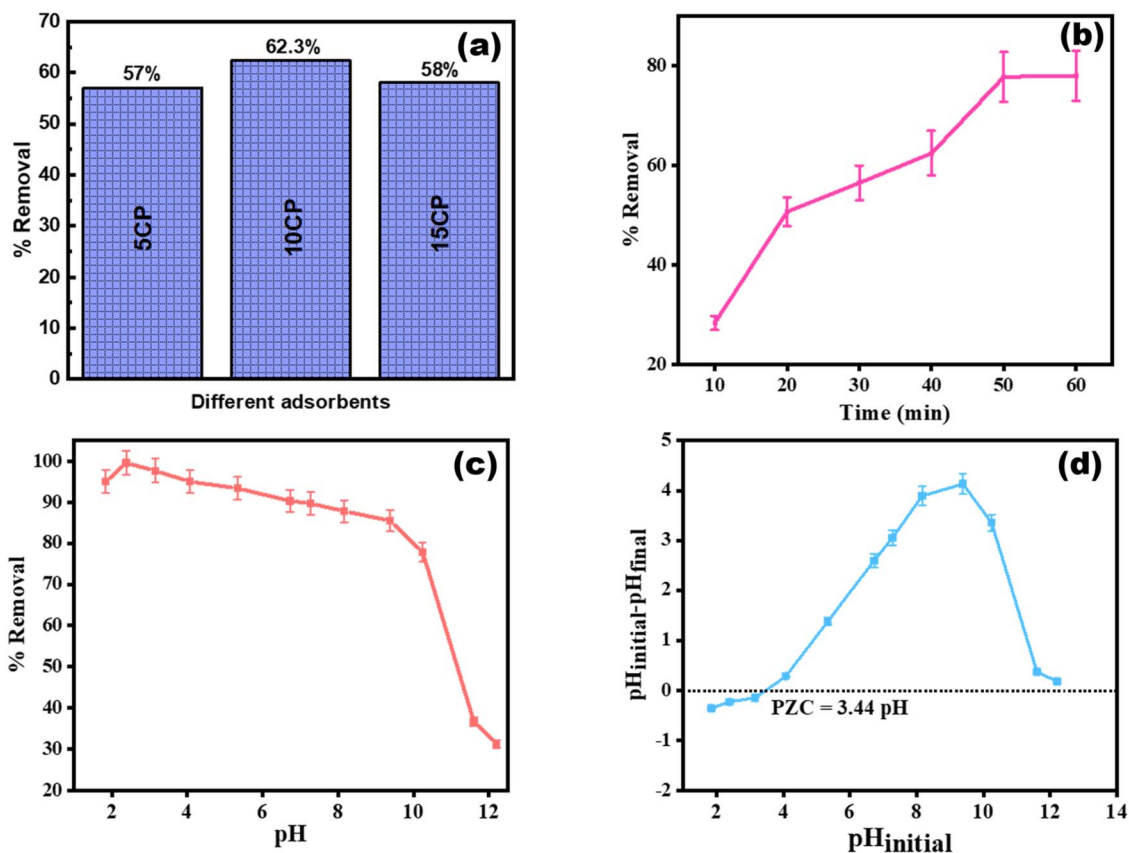 (a)
70
60
50
40
30
20
10
0
% Removal
57%
62.3%
58%
5CP
10CP
15CP
Different adsorbents
(b)
80
60
40
20
% Removal
10 20 30 40 50 60
Time (min)
(c)
100
90
80
70
60
50
40
30
20
% Removal
2 4 6 8 10 12
pH
(d)
5
4
3
2
1
0
-1
-2
pHinitial-pHfinal
PZC = 3.44 pH
2 4 6 8 10 12 14
pHinitial